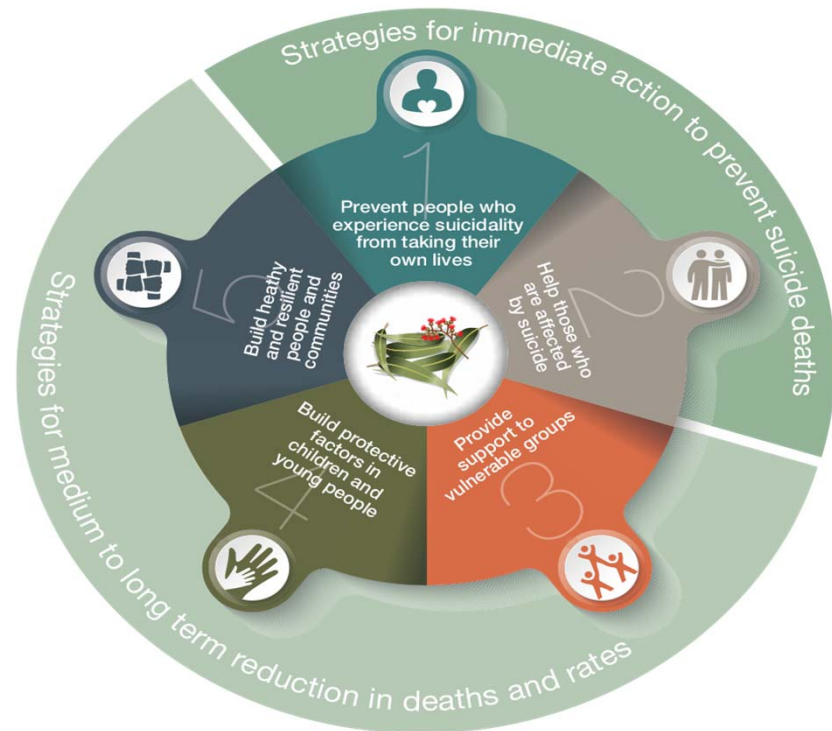 Strategies for immediate action to prevent suicide deaths
1
Prevent people who
experience suicidality
from taking their
own lives
2
Help those who
are affected
by suicide
3
Provide
support to
vulnerable groups
4
Build protective
factors in
children and
young people
5
Build heathy
and resilient
people and
communities
Strategies for medium to long term reduction in deaths and rates